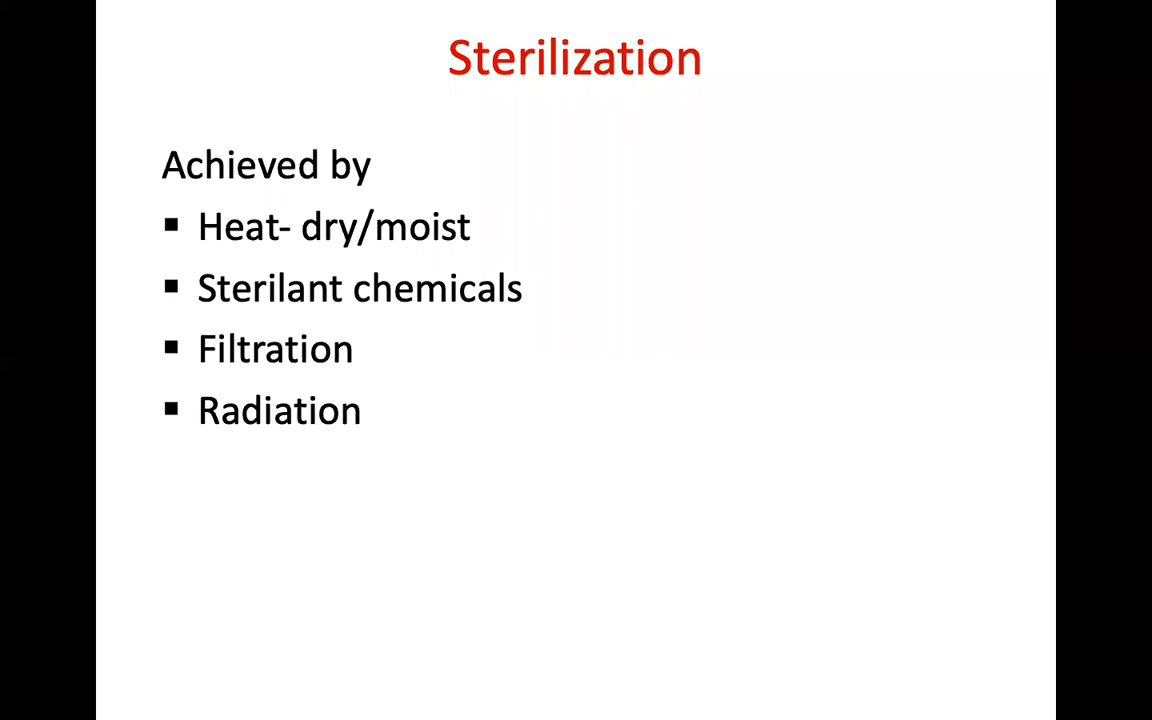 Sterilization
Achieved by
▪ Heat- dry/moist
▪ Sterilant chemicals
▪ Filtration
▪ Radiation